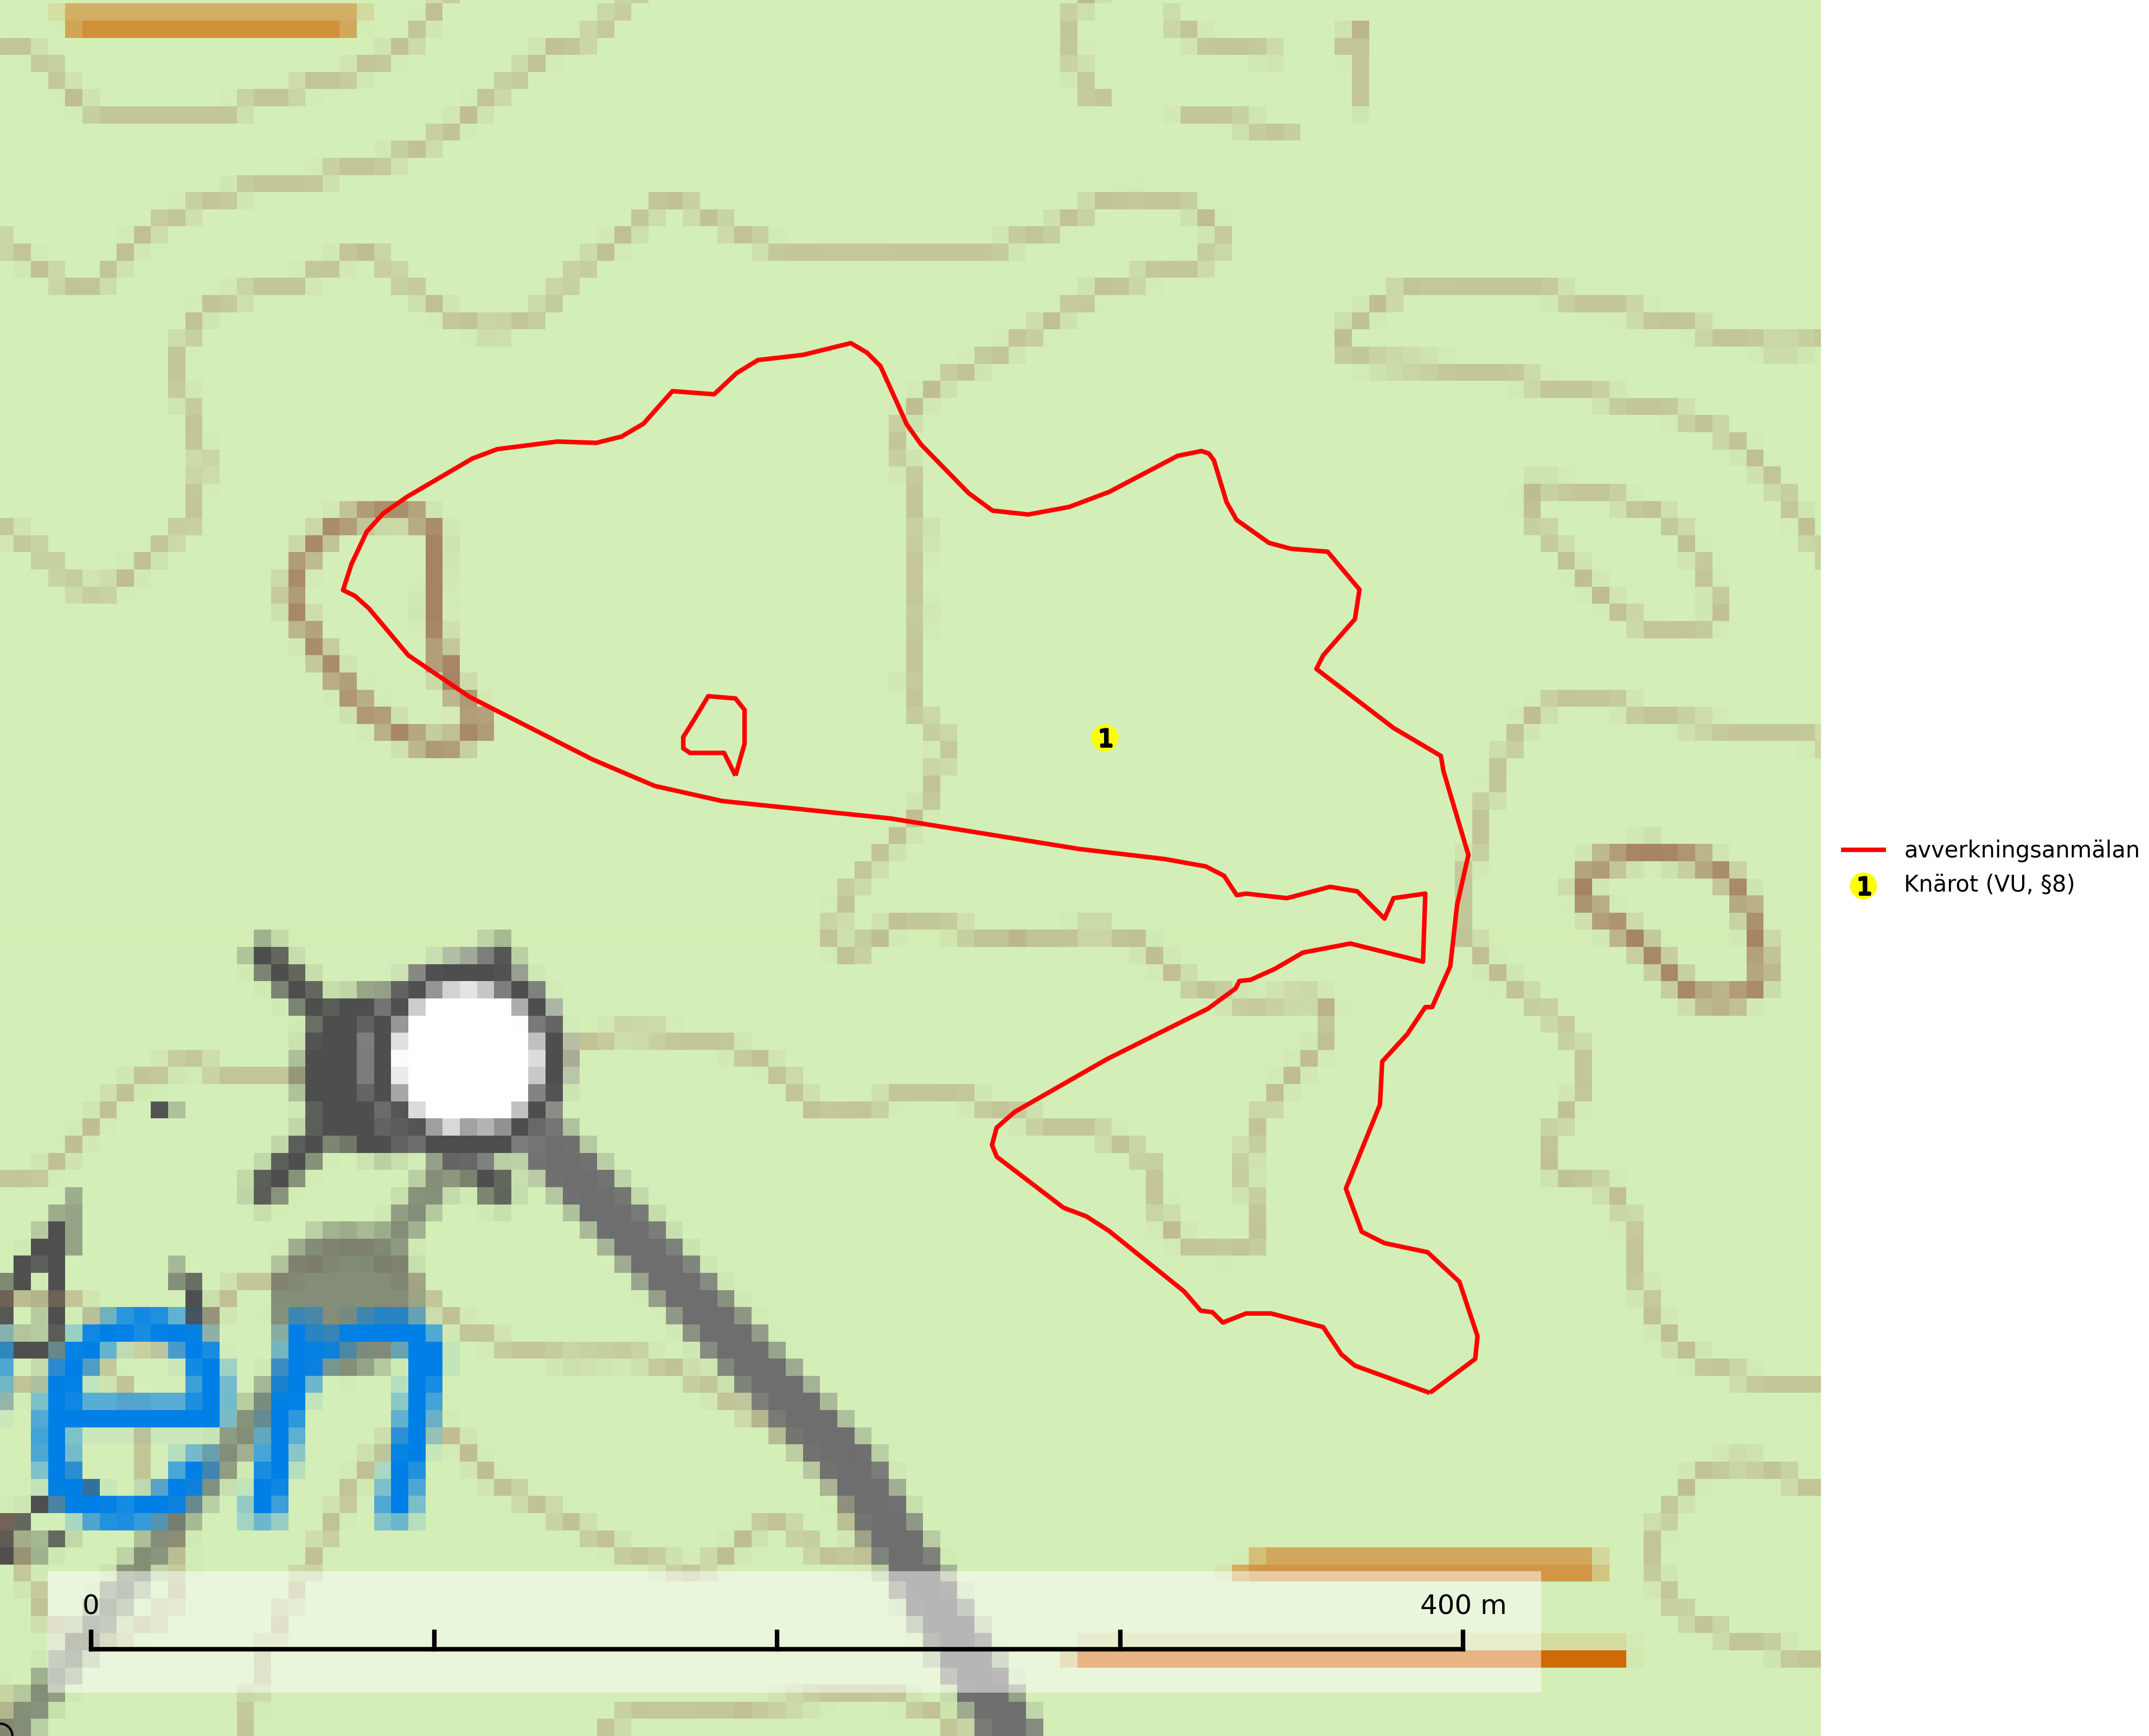 1
avverkningsanmälan
1 Knärot (VU, §8)
en
0 400 m